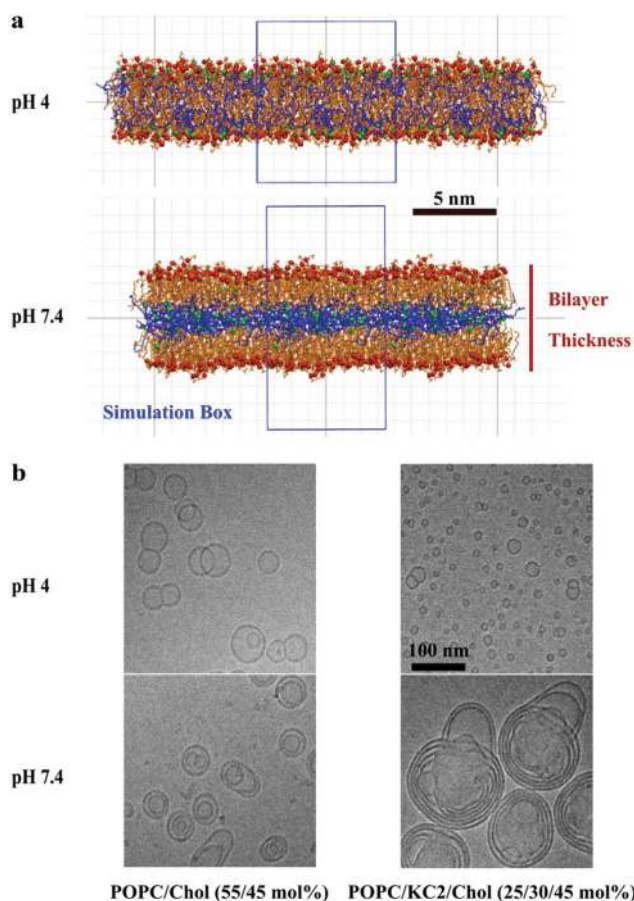 a
pH 4
5 nm
pH 7.4
Bilayer
Thickness
Simulation Box
b
pH 4
100 nm
pH 7.4
POPC/Chol (55/45 mol%)
POPC/KC2/Chol (25/30/45 mol%)